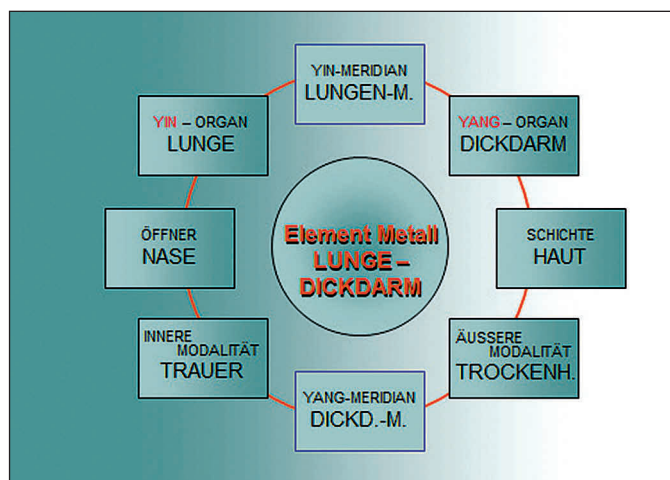 YIN-MERIDIAN
LUNGEN-M.
YIN – ORGAN
LUNGE
YANG – ORGAN
DICKDARM
ÖFFNER
NASE
Element Metall
LUNGE –
DICKDARM
SCHICHTE
HAUT
INNERE
MODALITÄT
TRAUER
ÄUSSERE
MODALITÄT
TROCKENH.
YANG-MERIDIAN
DICKD.-M.